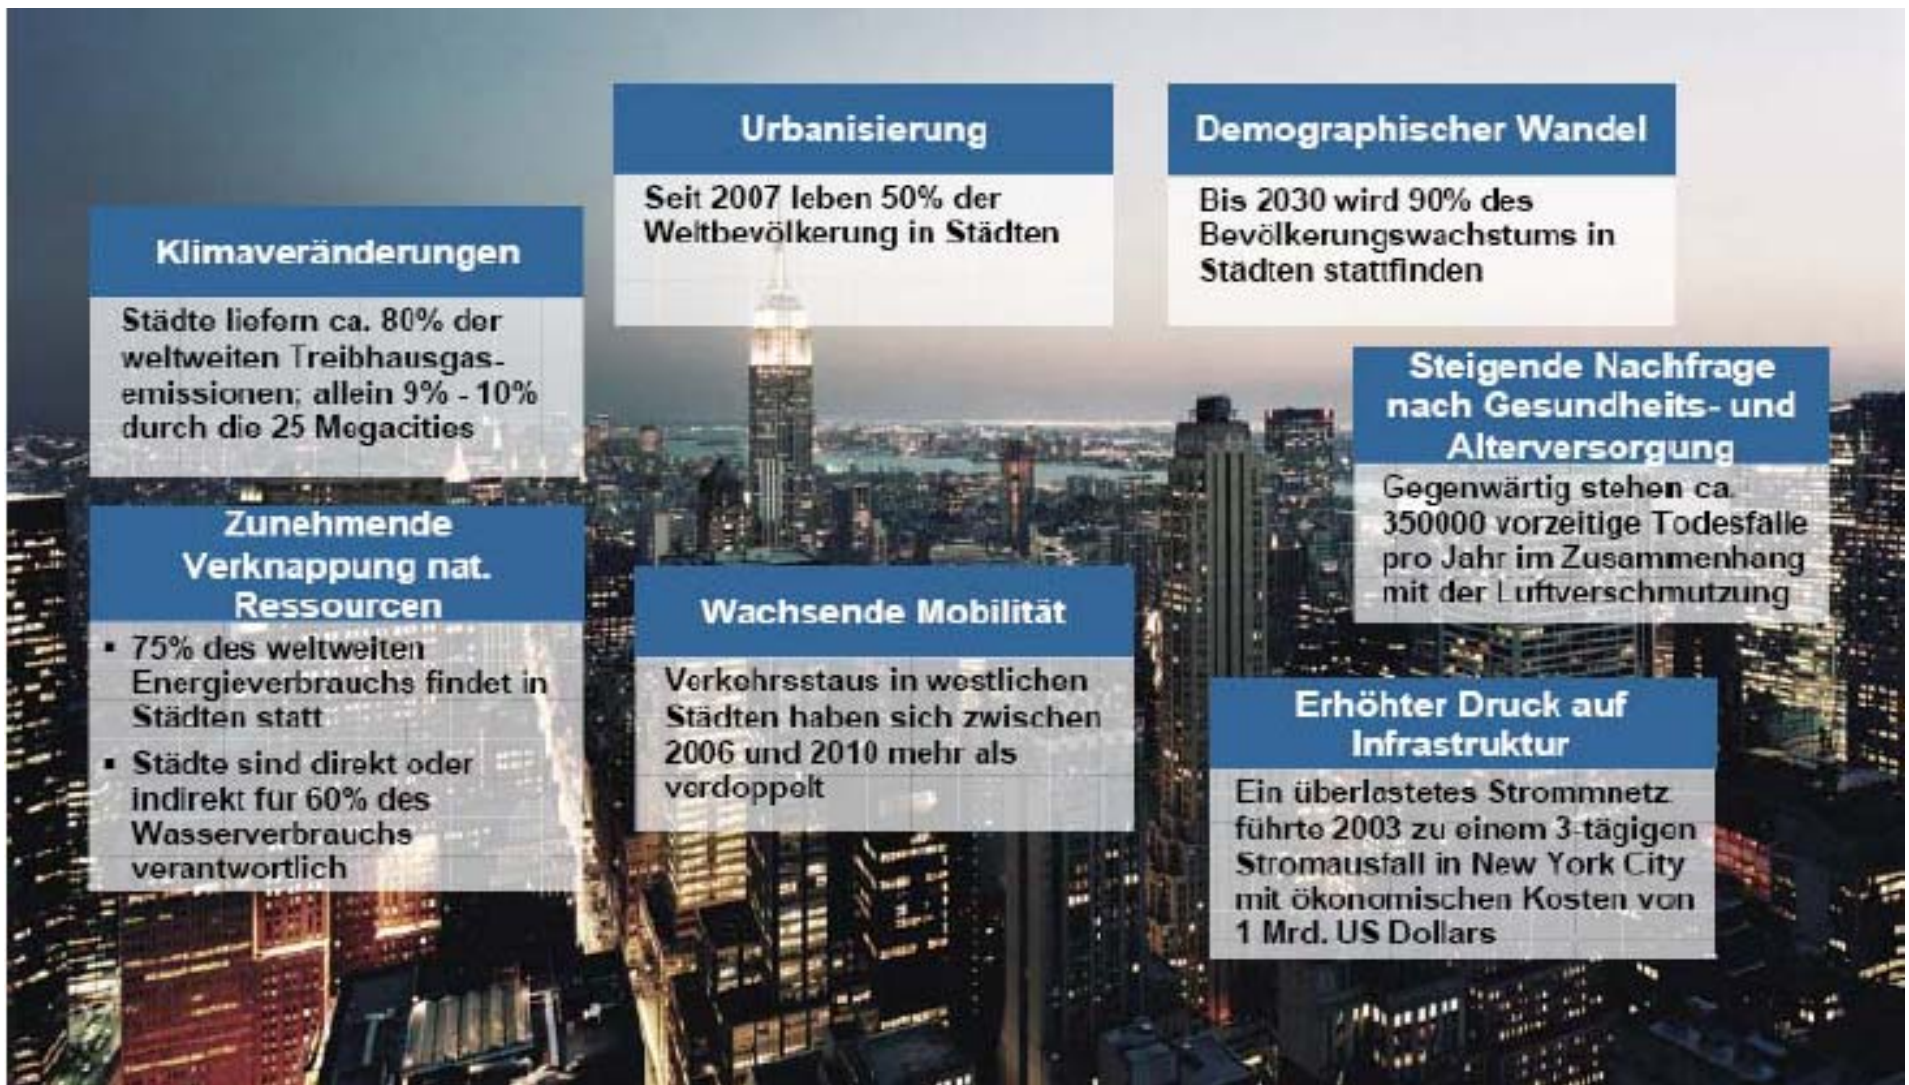 Urbanisierung
Seit 2007 leben 50% der
Weltbevölkerung in Städten
Demographischer Wandel
Bis 2030 wird 90% des
Bevölkerungswachstums in
Städten stattfinden
Klimaveränderungen
Städte liefern ca. 80% der
weltweiten Treibhausgas-
emissionen; allein 9% - 10%
durch die 25 Megacities
Steigende Nachfrage
nach Gesundheits- und
Alterversorgung
Gegenwärtig stehen ca.
350000 vorzeitige Todesfälle
pro Jahr im Zusammenhang
mit der Luftverschmutzung
Zunehmende
Verknappung nat.
Ressourcen
▪ 75% des weltweiten
Energieverbrauchs findet in
Städten statt
▪ Städte sind direkt oder
indirekt für 60% des
Wasserverbrauchs
verantwortlich
Wachsende Mobilität
Verkehrsstaus in westlichen
Städten haben sich zwischen
2006 und 2010 mehr als
verdoppelt
Erhöhter Druck auf
Infrastruktur
Ein überlastetes Strommnetz
führte 2003 zu einem 3-tägigen
Stromausfall in New York City
mit ökonomischen Kosten von
1 Mrd. US Dollars